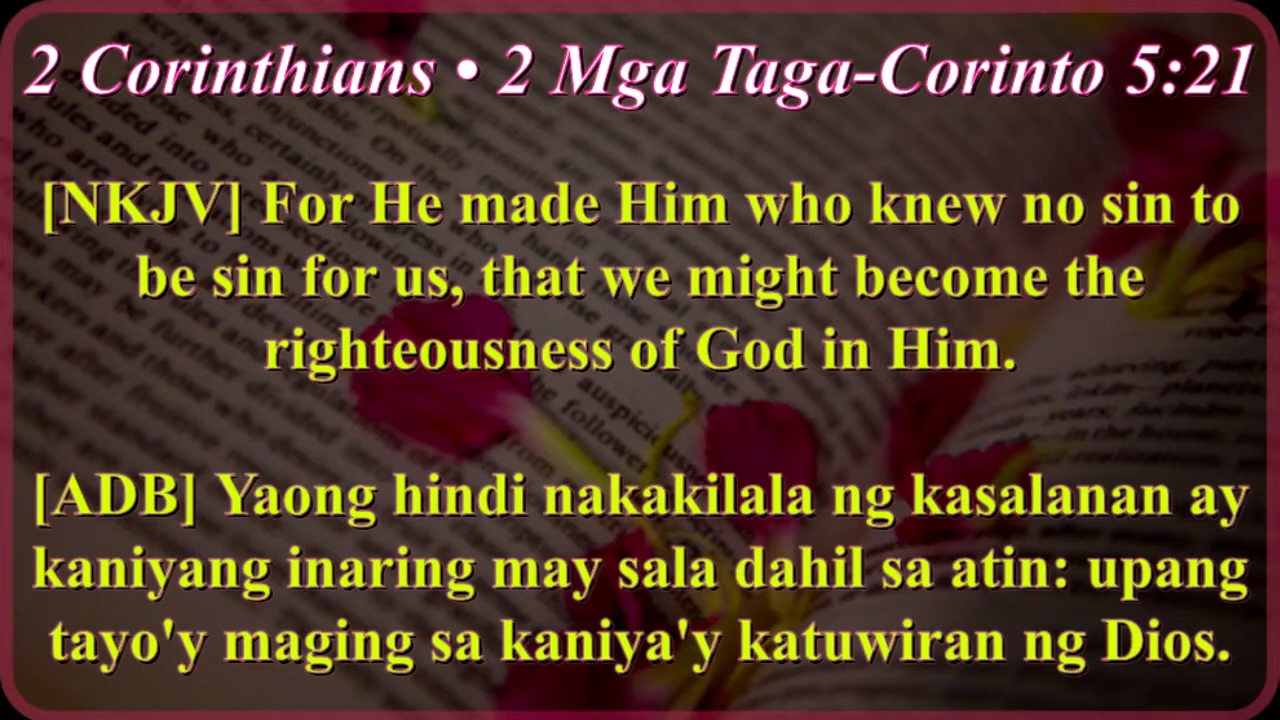 2 Corinthians • 2 Mga Taga-Corinto 5:21
[NKJV] For He made Him who knew no sin to
be sin for us, that we might become the
righteousness of God in Him.
[ADB] Yaong hindi nakakilala ng kasalanan ay
kaniyang inaring may sala dahil sa atin: upang
tayo'y maging sa kaniya'y katuwiran ng Dios.